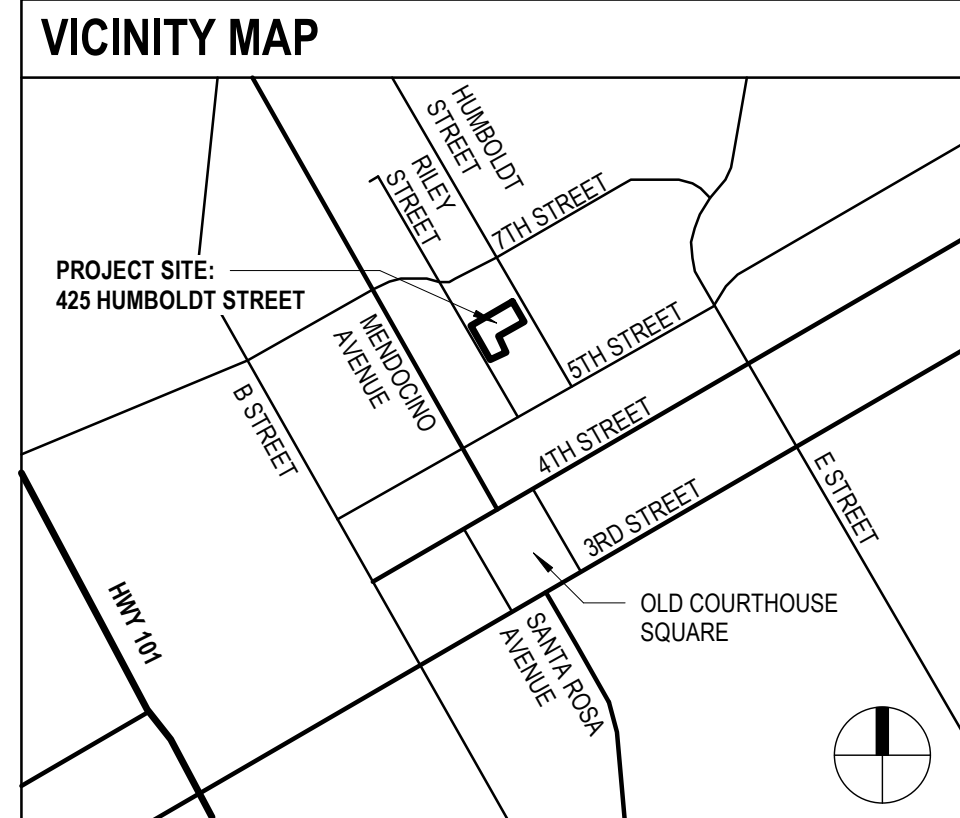 VICINITY MAP
HUMBOLDT
STREET
RILEY
STREET
7TH STREET
PROJECT SITE:
425 HUMBOLDT STREET
MENDOCINO
AVENUE
5TH STREET
B STREET
4TH STREET
E STREET
3RD STREET
HWY 101
OLD COURTHOUSE
SQUARE
SANTA ROSA
AVENUE